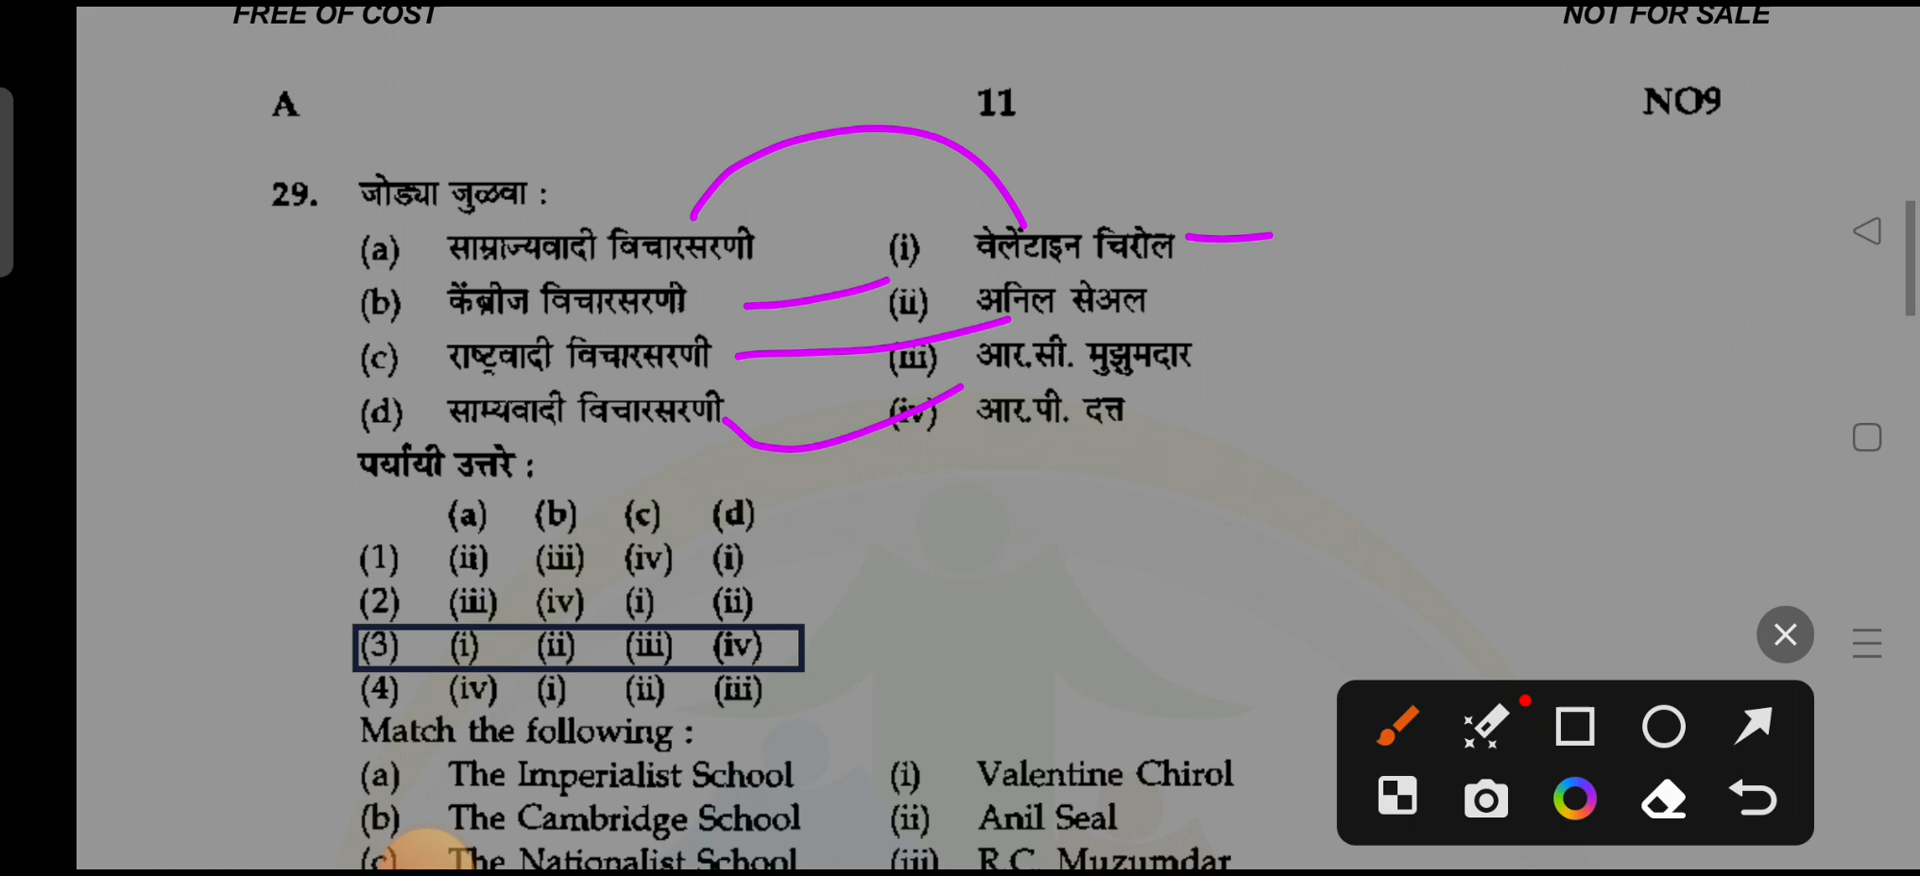 FREE OF COST NOT FOR SALE
A 11 NO9
29. जोड्या जुळवा :
(a) साम्राज्यवादी विचारसरणी (i) वेलेंटाइन चिरोल
(b) केंब्रीज विचारसरणी (ii) अनिल सेअल
(c) राष्ट्रवादी विचारसरणी (iii) आर.सी. मुझुमदार
(d) साम्यवादी विचारसरणी (iv) आर.पी. दत्त
पर्यायी उत्तरे :
(a) (b) (c) (d)
(1) (ii) (iii) (iv) (i)
(2) (iii) (iv) (i) (ii)
(3) (i) (ii) (iii) (iv)
(4) (iv) (i) (ii) (iii)
Match the following :
(a) The Imperialist School (i) Valentine Chirol
(b) The Cambridge School (ii) Anil Seal
(c) The Nationalist School (iii) R.C. Muzumdar